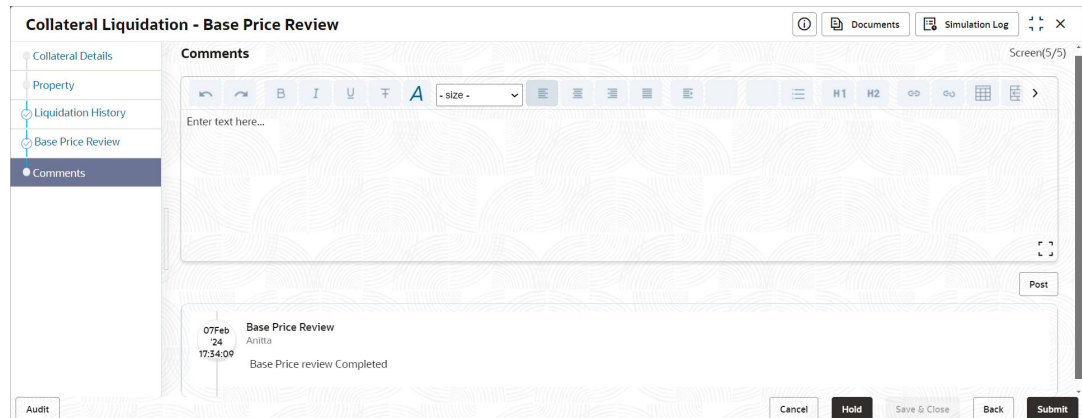 Collateral Liquidation - Base Price Review
Documents
Simulation Log
Collateral Details
Property
Liquidation History
Base Price Review
Comments
Comments
Screen(5/5)
B I U T A - size - H1 H2
Enter text here...
Post
07Feb
'24
17:34:09
Base Price Review
Anitta
Base Price review Completed
Audit
Cancel
Hold
Save & Close
Back
Submit